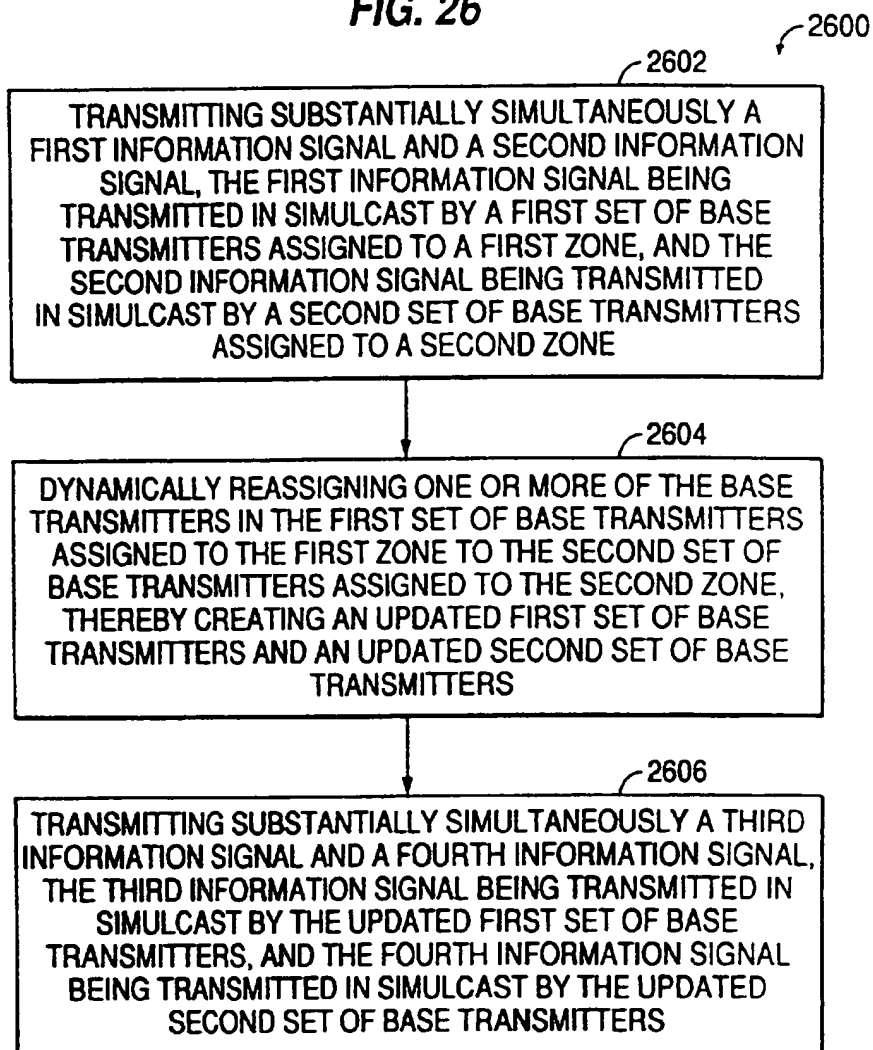 FIG. 26
2600
2602
TRANSMITTING SUBSTANTIALLY SIMULTANEOUSLY A
FIRST INFORMATION SIGNAL AND A SECOND INFORMATION
SIGNAL, THE FIRST INFORMATION SIGNAL BEING
TRANSMITTED IN SIMULCAST BY A FIRST SET OF BASE
TRANSMITTERS ASSIGNED TO A FIRST ZONE, AND THE
SECOND INFORMATION SIGNAL BEING TRANSMITTED
IN SIMULCAST BY A SECOND SET OF BASE TRANSMITTERS
ASSIGNED TO A SECOND ZONE
2604
DYNAMICALLY REASSIGNING ONE OR MORE OF THE BASE
TRANSMITTERS IN THE FIRST SET OF BASE TRANSMITTERS
ASSIGNED TO THE FIRST ZONE TO THE SECOND SET OF
BASE TRANSMITTERS ASSIGNED TO THE SECOND ZONE,
THEREBY CREATING AN UPDATED FIRST SET OF BASE
TRANSMITTERS AND AN UPDATED SECOND SET OF BASE
TRANSMITTERS
2606
TRANSMITTING SUBSTANTIALLY SIMULTANEOUSLY A THIRD
INFORMATION SIGNAL AND A FOURTH INFORMATION SIGNAL,
THE THIRD INFORMATION SIGNAL BEING TRANSMITTED IN
SIMULCAST BY THE UPDATED FIRST SET OF BASE
TRANSMITTERS, AND THE FOURTH INFORMATION SIGNAL
BEING TRANSMITTED IN SIMULCAST BY THE UPDATED
SECOND SET OF BASE TRANSMITTERS